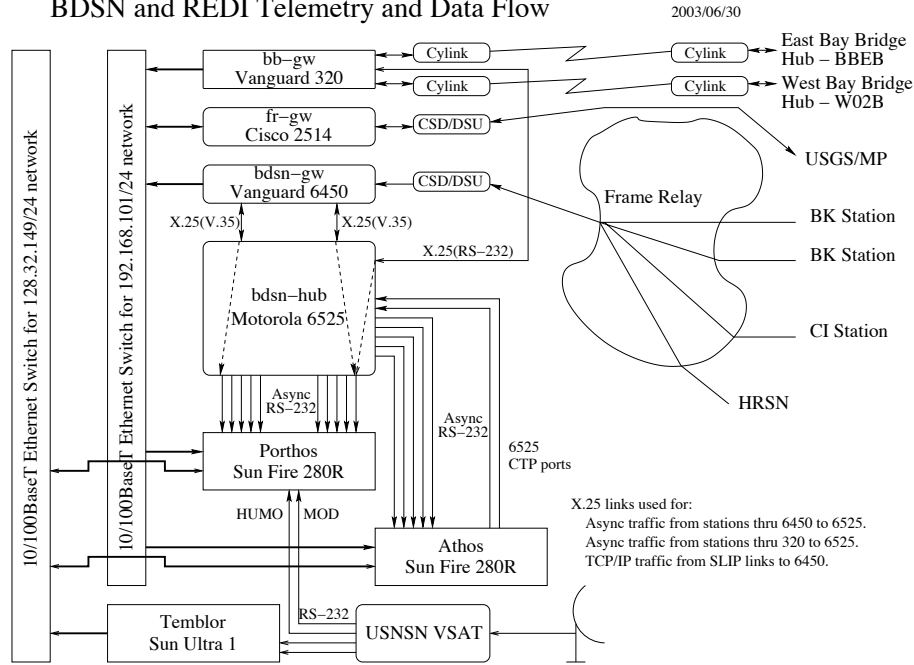 BDSN and REDI Telemetry and Data Flow
2003/06/30
10/100BaseT Ethernet Switch for 128.32.149/24 network
10/100BaseT Ethernet Switch for 192.168.101/24 network
bb−gw
Vanguard 320
Cylink
Cylink
East Bay Bridge
Hub − BBEB
Cylink
Cylink
West Bay Bridge
Hub − W02B
fr−gw
Cisco 2514
CSD/DSU
USGS/MP
bdsn−gw
Vanguard 6450
CSD/DSU
Frame Relay
BK Station
BK Station
CI Station
HRSN
X.25(V.35)
X.25(V.35)
X.25(RS−232)
bdsn−hub
Motorola 6525
Async
RS−232
Async
RS−232
6525
CTP ports
Porthos
Sun Fire 280R
HUMO
MOD
Athos
Sun Fire 280R
X.25 links used for:
Async traffic from stations thru 6450 to 6525.
Async traffic from stations thru 320 to 6525.
TCP/IP traffic from SLIP links to 6450.
RS−232
Temblor
Sun Ultra 1
USNSN VSAT